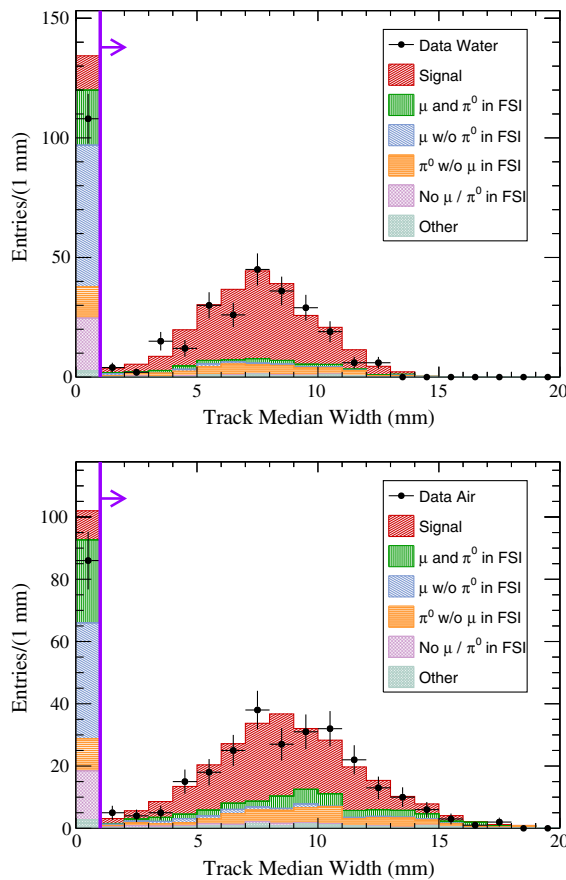 150
100
50
0
Entries/(1 mm)
Data Water
Signal
μ and π⁰ in FSI
μ w/o π⁰ in FSI
π⁰ w/o μ in FSI
No μ / π⁰ in FSI
Other
0 5 10 15 20
Track Median Width (mm)
100
80
60
40
20
0
Entries/(1 mm)
Data Air
Signal
μ and π⁰ in FSI
μ w/o π⁰ in FSI
π⁰ w/o μ in FSI
No μ / π⁰ in FSI
Other
0 5 10 15 20
Track Median Width (mm)